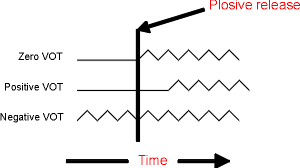 Plosive release
Zero VOT
Positive VOT
Negative VOT
Time